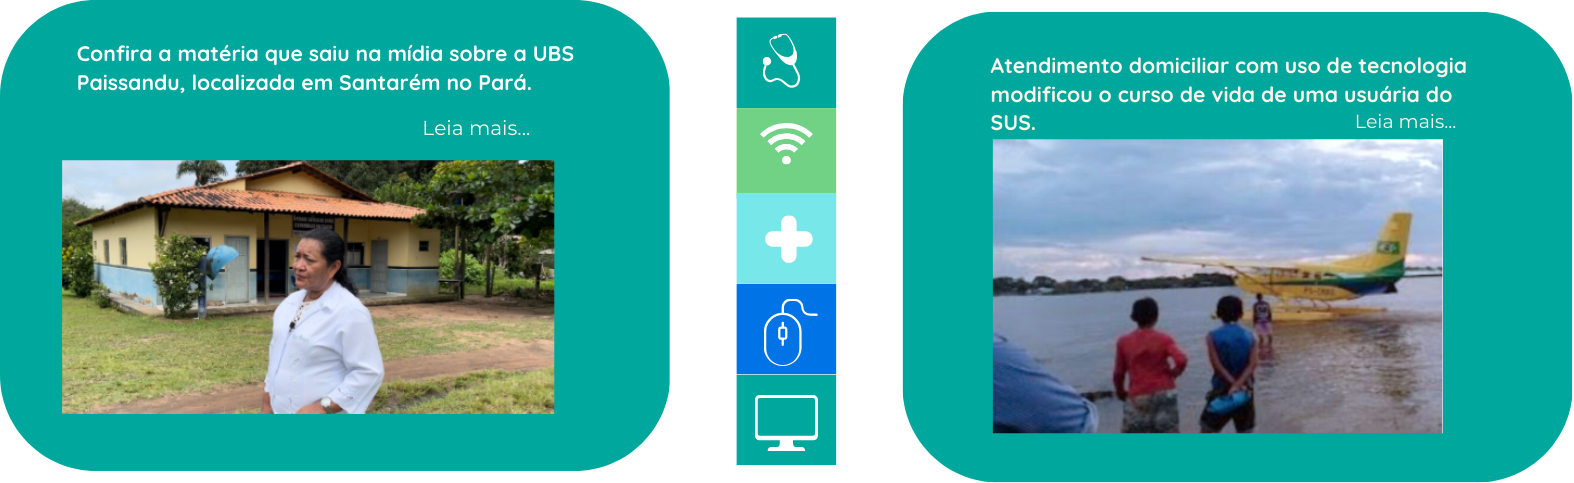 Confira a matéria que saiu na mídia sobre a UBS
Paissandu, localizada em Santarém no Pará.
Leia mais...
Atendimento domiciliar com uso de tecnologia
modificou o curso de vida de uma usuária do
SUS.
Leia mais...